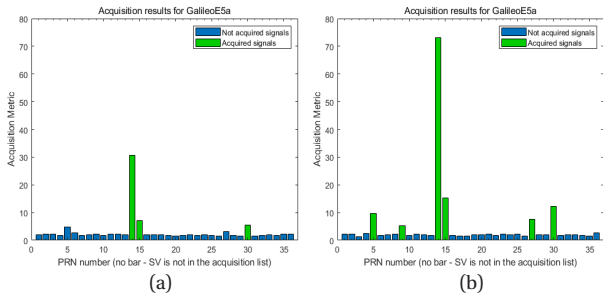 Acquisition results for GalileoE5a
80
70
60
50
40
30
20
10
0
Acquisition Metric
Not acquired signals
Acquired signals
0 5 10 15 20 25 30 35
PRN number (no bar - SV is not in the acquisition list)
(a)
Acquisition results for GalileoE5a
80
70
60
50
40
30
20
10
0
Acquisition Metric
Not acquired signals
Acquired signals
0 5 10 15 20 25 30 35
PRN number (no bar - SV is not in the acquisition list)
(b)